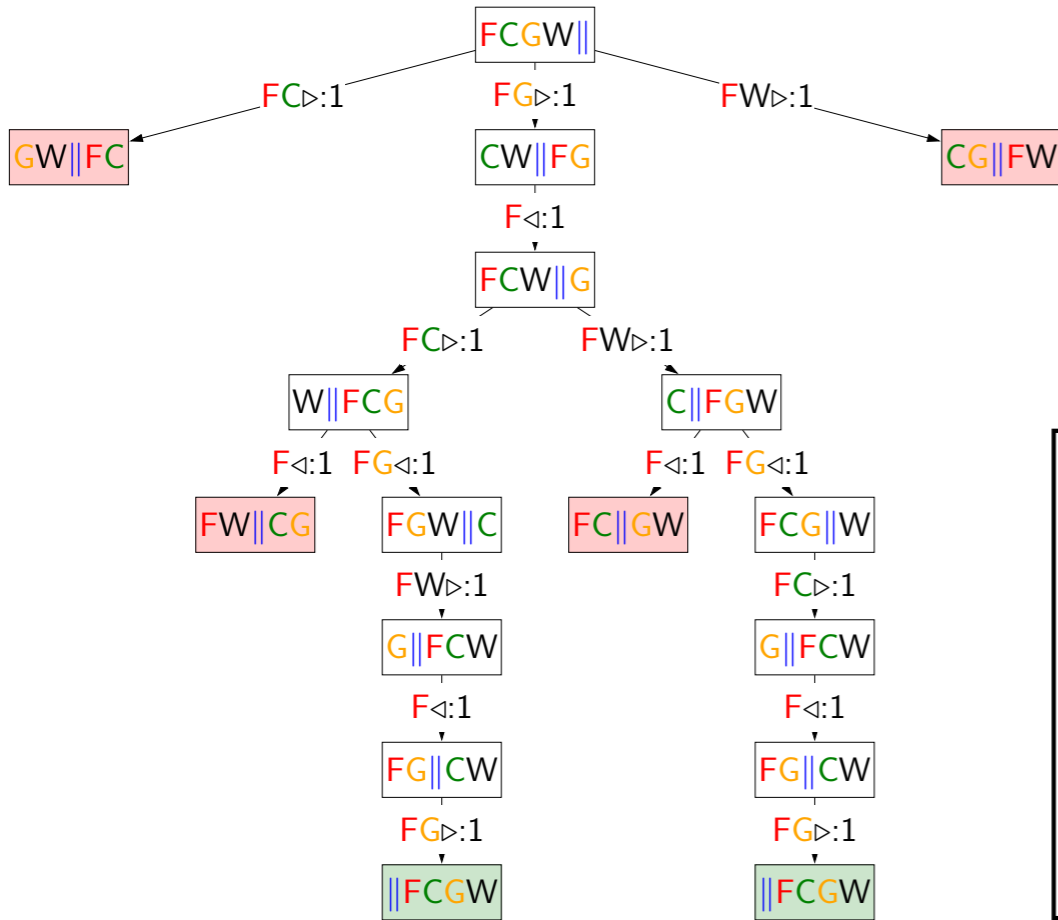 FCGW||
FC▷:1 FG▷:1 FW▷:1
GW||FC CW||FG CG||FW
F◁:1
FCW||G
FC▷:1 FW▷:1
W||FCG C||FGW
F◁:1 FG◁:1 F◁:1 FG◁:1
FW||CG FGW||C FC||GW FCG||W
FW▷:1 FC▷:1
G||FCW G||FCW
F◁:1 F◁:1
FG||CW FG||CW
FG▷:1 FG▷:1
||FCGW ||FCGW